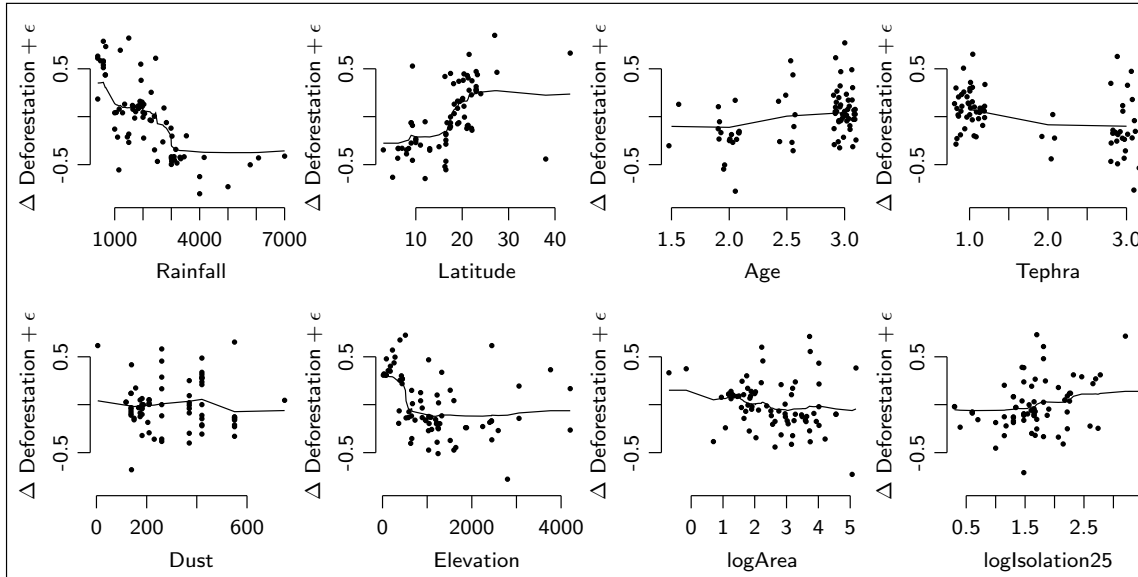 Δ Deforestation + ϵ
0.5
-0.5
1000 4000 7000
Rainfall
Δ Deforestation + ϵ
0.5
-0.5
10 20 30 40
Latitude
Δ Deforestation + ϵ
0.5
-0.5
1.5 2.0 2.5 3.0
Age
Δ Deforestation + ϵ
0.5
-0.5
1.0 2.0 3.0
Tephra
Δ Deforestation + ϵ
0.5
-0.5
0 200 600
Dust
Δ Deforestation + ϵ
0.5
-0.5
0 2000 4000
Elevation
Δ Deforestation + ϵ
0.5
-0.5
0 1 2 3 4 5
logArea
Δ Deforestation + ϵ
0.5
-0.5
0.5 1.5 2.5
logIsolation25